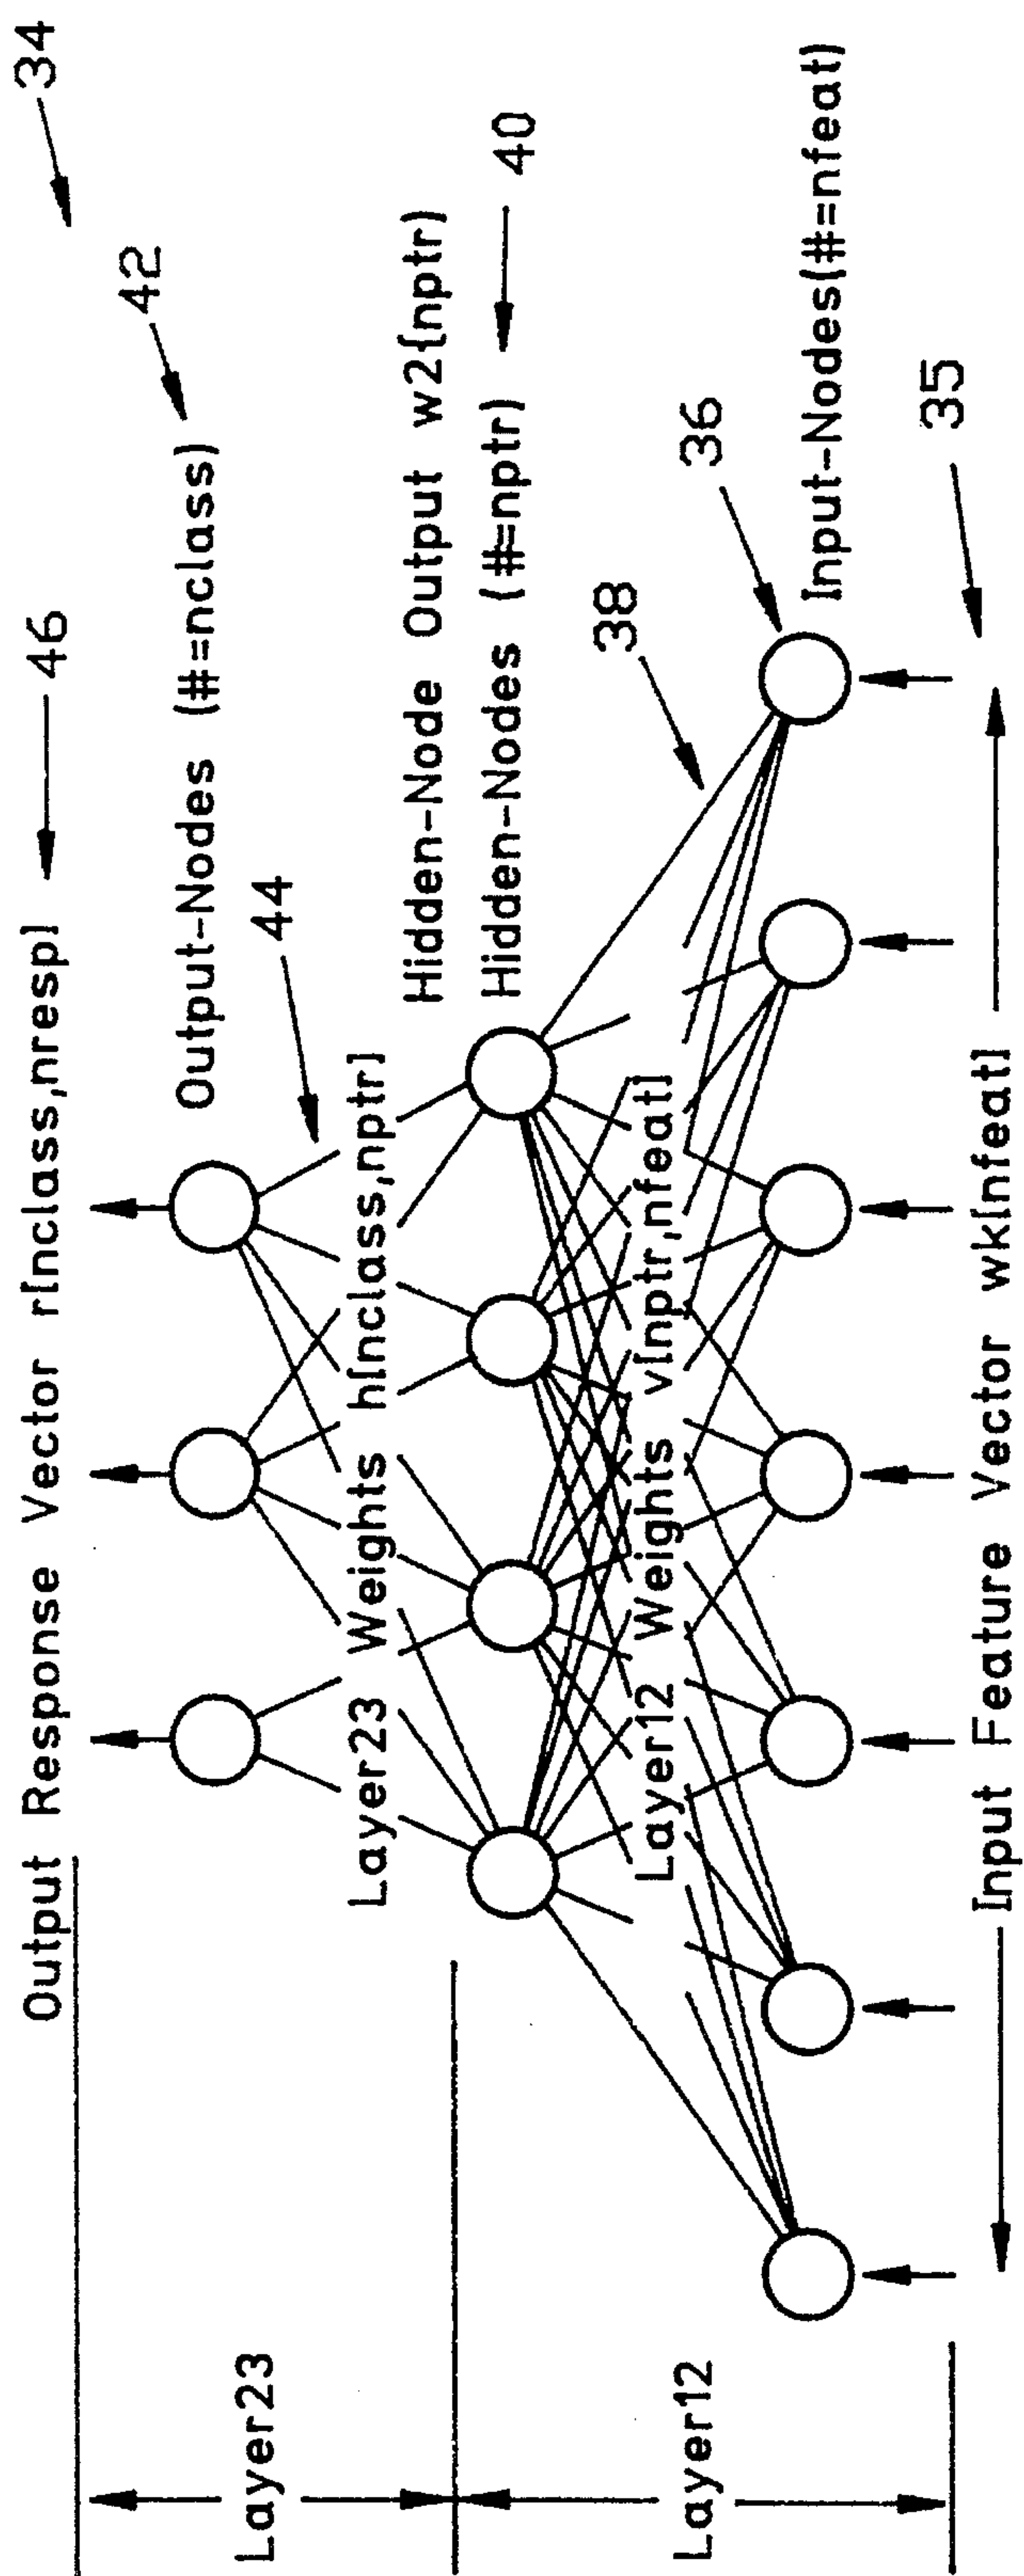 34
46
Output Response Vector r[nclass,nresp]
42
Output-Nodes (#=nclass)
44
Layer23
Layer23 Weights h[nclass,nptr]
Hidden-Node Output w2{nptr)
Hidden-Nodes (#=nptr)
40
38
Layer12
Layer12 Weights v[nptr,nfeat]
36
Input-Nodes(#=nfeat)
35
Input Feature Vector wk[nfeat]